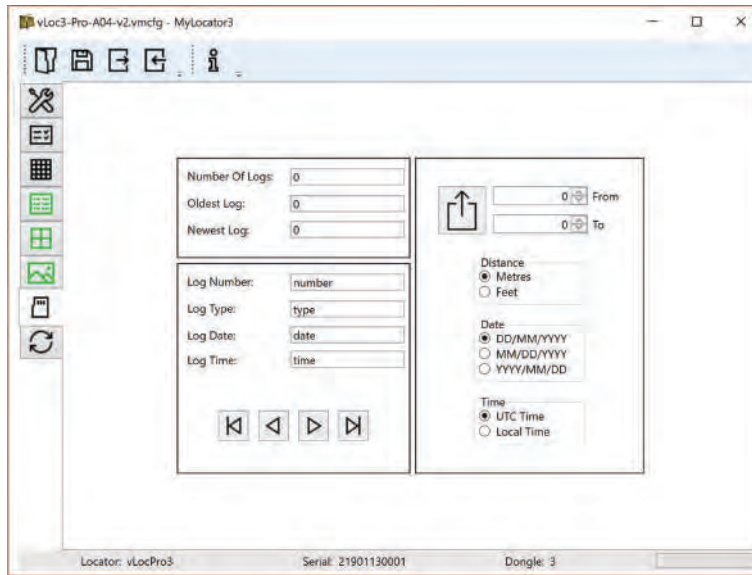 vLoc3-Pro-A04-v2.vmcfg - MyLocator3
Number Of Logs: 0
Oldest Log: 0
Newest Log: 0
Log Number: number
Log Type: type
Log Date: date
Log Time: time
0 From
0 To
Distance
Metres
Feet
Date
DD/MM/YYYY
MM/DD/YYYY
YYYY/MM/DD
Time
UTC Time
Local Time
Locator: vLocPro3 Serial: 21901130001 Dongle: 3